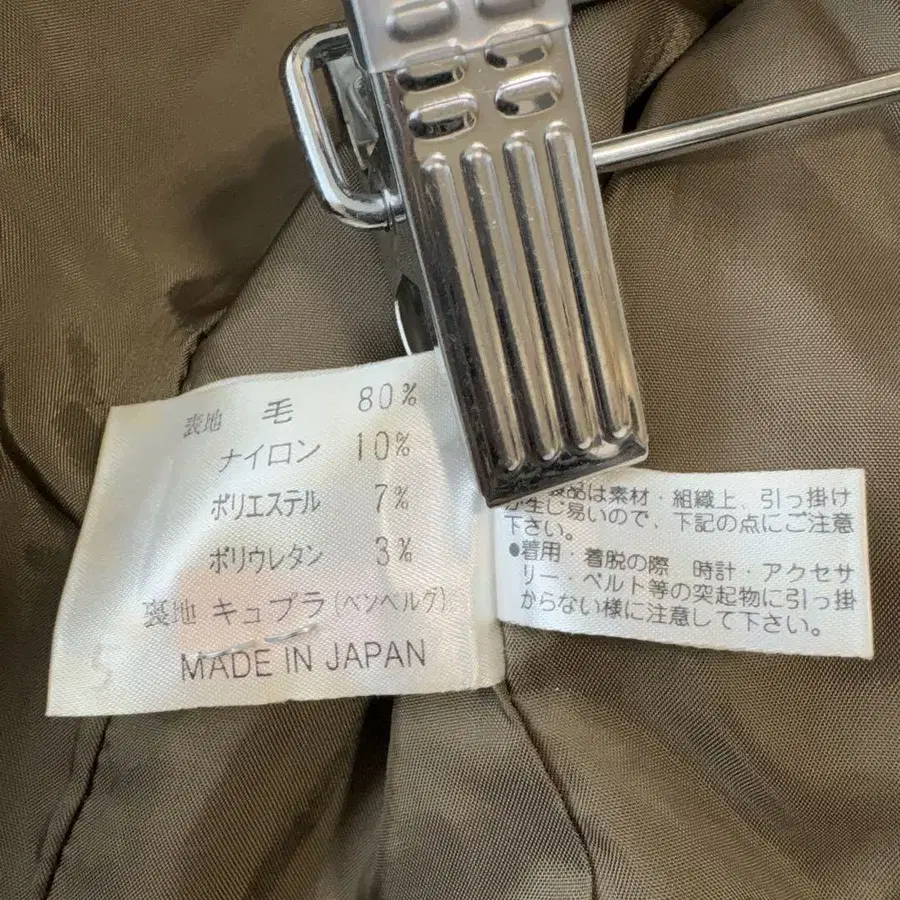 表地 毛 80%
ナイロン 10%
ポリエステル 7%
ポリウレタン 3%
裏地 キュプラ(ベンベルグ)
MADE IN JAPAN
製品は素材・組織上、引っ掛け
が生じ易いので、下記の点にご注意
下さい。
●着用・着脱の際 時計・アクセサ
リー・ベルト等の突起物に引っ掛
からない様に注意して下さい。